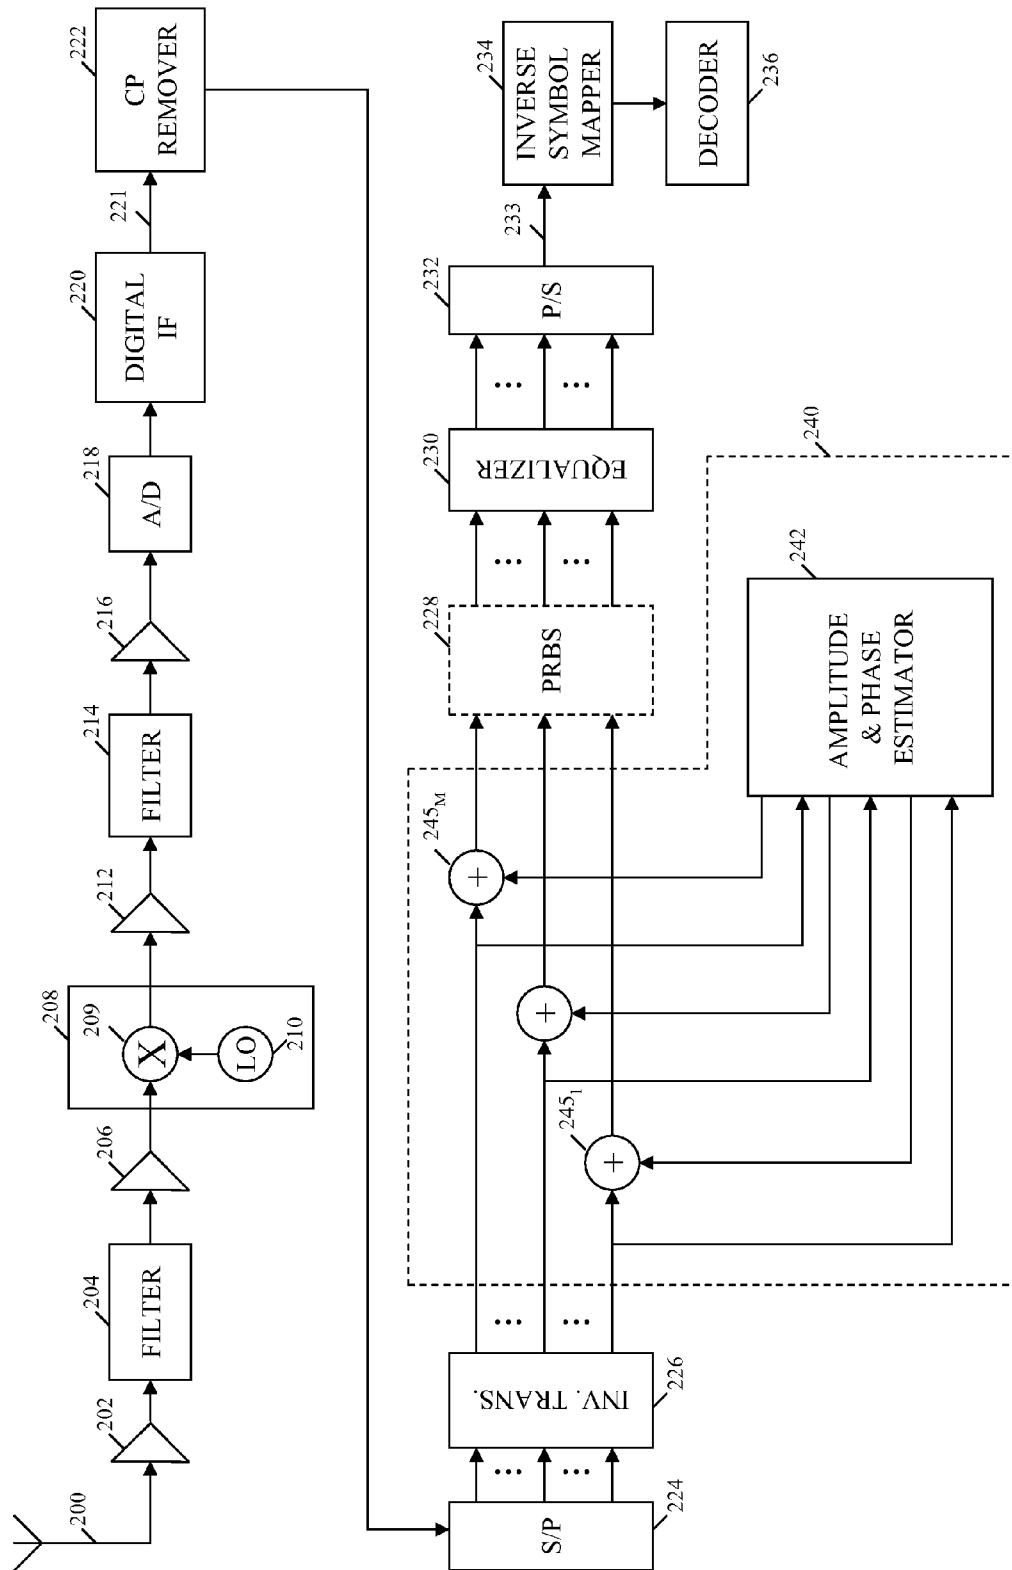 200
202
204
FILTER
206
208
209
X
LO
210
212
214
FILTER
216
218
A/D
220
DIGITAL
IF
221
222
CP
REMOVER
224
S/P
...
...
226
INV. TRANS.
...
...
240
245₁
+
+
245M
+
242
AMPLITUDE
& PHASE
ESTIMATOR
228
PRBS
...
...
230
EQUALIZER
...
...
232
P/S
233
234
INVERSE
SYMBOL
MAPPER
236
DECODER